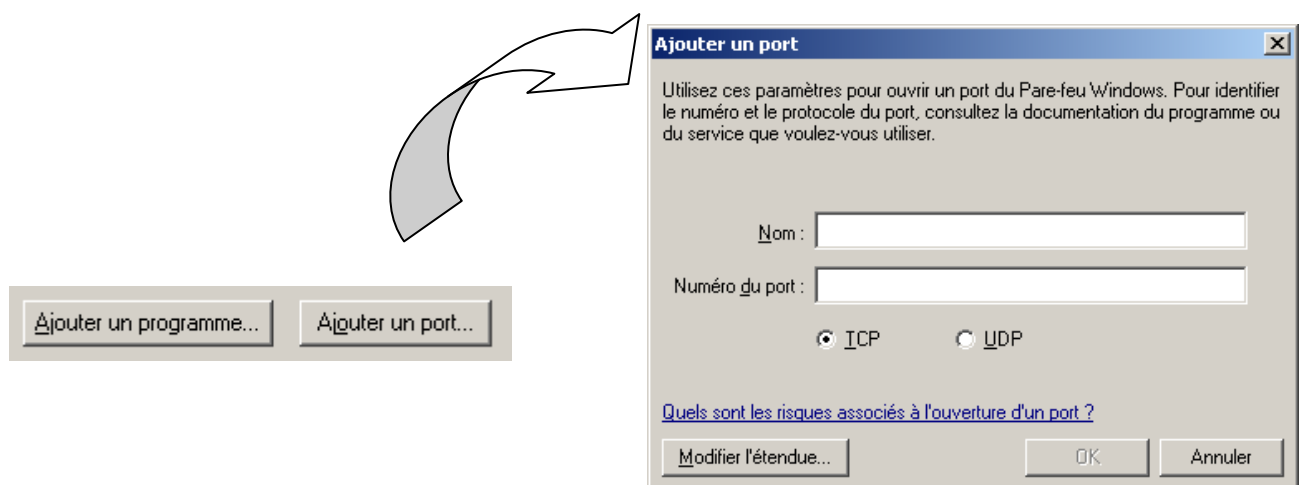 Ajouter un programme...
Ajouter un port...
Ajouter un port
Utilisez ces paramètres pour ouvrir un port du Pare-feu Windows. Pour identifier
le numéro et le protocole du port, consultez la documentation du programme ou
du service que voulez-vous utiliser.
Nom :
Numéro du port :
TCP
UDP
Quels sont les risques associés à l'ouverture d'un port ?
Modifier l'étendue...
OK
Annuler